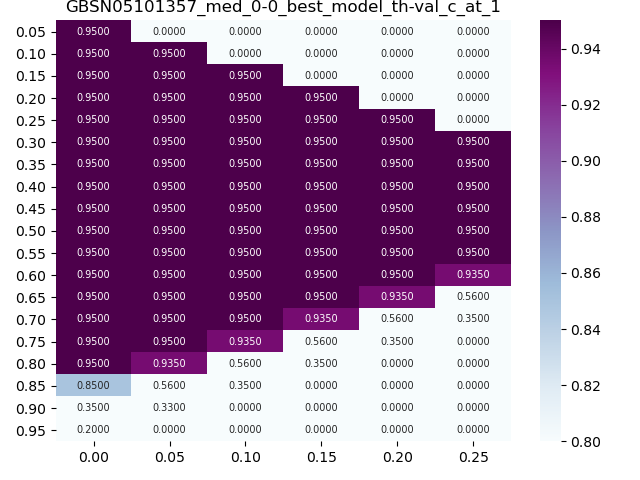 GBSN05101357_med_0-0_best_model_th-val_c_at_1
0.05 0.9500 0.0000 0.0000 0.0000 0.0000 0.0000
0.10 0.9500 0.9500 0.0000 0.0000 0.0000 0.0000
0.15 0.9500 0.9500 0.9500 0.0000 0.0000 0.0000
0.20 0.9500 0.9500 0.9500 0.9500 0.0000 0.0000
0.25 0.9500 0.9500 0.9500 0.9500 0.9500 0.0000
0.30 0.9500 0.9500 0.9500 0.9500 0.9500 0.9500
0.35 0.9500 0.9500 0.9500 0.9500 0.9500 0.9500
0.40 0.9500 0.9500 0.9500 0.9500 0.9500 0.9500
0.45 0.9500 0.9500 0.9500 0.9500 0.9500 0.9500
0.50 0.9500 0.9500 0.9500 0.9500 0.9500 0.9500
0.55 0.9500 0.9500 0.9500 0.9500 0.9500 0.9500
0.60 0.9500 0.9500 0.9500 0.9500 0.9500 0.9350
0.65 0.9500 0.9500 0.9500 0.9500 0.9350 0.5600
0.70 0.9500 0.9500 0.9500 0.9350 0.5600 0.3500
0.75 0.9500 0.9500 0.9350 0.5600 0.3500 0.0000
0.80 0.9500 0.9350 0.5600 0.3500 0.0000 0.0000
0.85 0.8500 0.5600 0.3500 0.0000 0.0000 0.0000
0.90 0.3500 0.3300 0.0000 0.0000 0.0000 0.0000
0.95 0.2000 0.0000 0.0000 0.0000 0.0000 0.0000
0.00 0.05 0.10 0.15 0.20 0.25
0.94
0.92
0.90
0.88
0.86
0.84
0.82
0.80